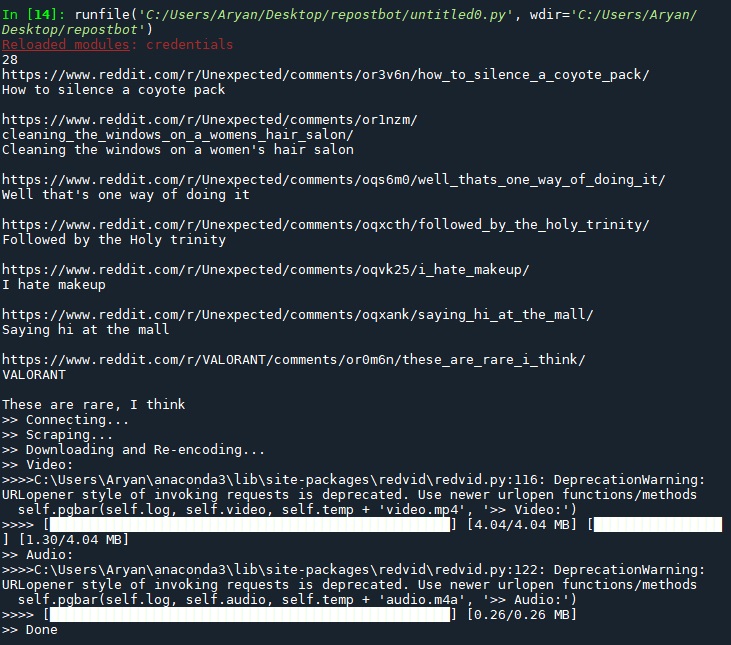 In [14]: runfile('C:/Users/Aryan/Desktop/repostbot/untitled0.py', wdir='C:/Users/Aryan/
Desktop/repostbot')
Reloaded modules: credentials
28
https://www.reddit.com/r/Unexpected/comments/or3v6n/how_to_silence_a_coyote_pack/
How to silence a coyote pack
https://www.reddit.com/r/Unexpected/comments/or1nzm/
cleaning_the_windows_on_a_womens_hair_salon/
Cleaning the windows on a women's hair salon
https://www.reddit.com/r/Unexpected/comments/oqs6m0/well_thats_one_way_of_doing_it/
Well that's one way of doing it
https://www.reddit.com/r/Unexpected/comments/oqxcth/followed_by_the_holy_trinity/
Followed by the Holy trinity
https://www.reddit.com/r/Unexpected/comments/oqvk25/i_hate_makeup/
I hate makeup
https://www.reddit.com/r/Unexpected/comments/oqxank/saying_hi_at_the_mall/
Saying hi at the mall
https://www.reddit.com/r/VALORANT/comments/or0m6n/these_are_rare_i_think/
VALORANT
These are rare, I think
>> Connecting...
>> Scraping...
>> Downloading and Re-encoding...
>> Video:
>>>>C:\Users\Aryan\anaconda3\lib\site-packages\redvid\redvid.py:116: DeprecationWarning:
URLopener style of invoking requests is deprecated. Use newer urlopen functions/methods
self.pgbar(self.log, self.video, self.temp + 'video.mp4', '>> Video:')
>>>> [██████████████████████████████████████████████████] [4.04/4.04 MB] [████████████████
] [1.30/4.04 MB]
>> Audio:
>>>>C:\Users\Aryan\anaconda3\lib\site-packages\redvid\redvid.py:122: DeprecationWarning:
URLopener style of invoking requests is deprecated. Use newer urlopen functions/methods
self.pgbar(self.log, self.audio, self.temp + 'audio.m4a', '>> Audio:')
>>>> [██████████████████████████████████████████████████] [0.26/0.26 MB]
>> Done